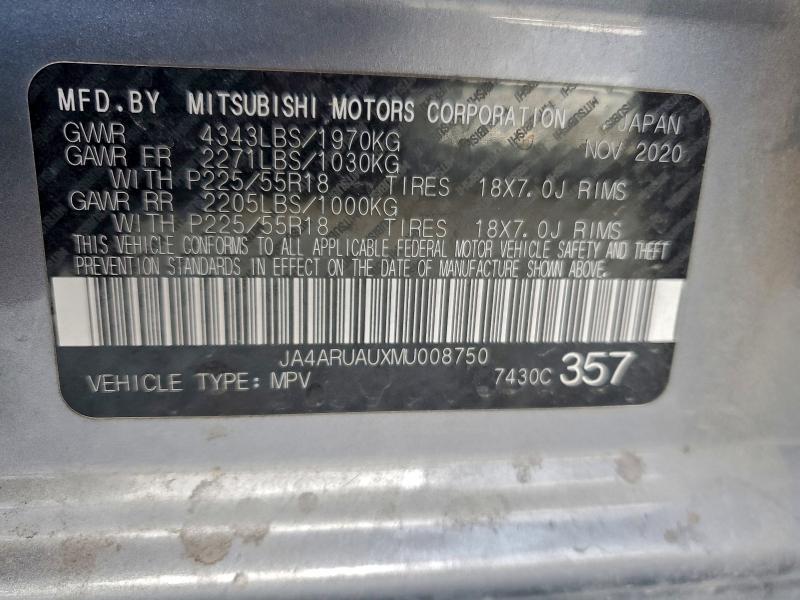 MFD.BY MITSUBISHI MOTORS CORPORATION JAPAN
GVWR 4343LBS/1970KG NOV 2020
GAWR FR 2271LBS/1030KG
WITH P225/55R18 TIRES 18X7.0J RIMS
GAWR RR 2205LBS/1000KG
WITH P225/55R18 TIRES 18X7.0J RIMS
THIS VEHICLE CONFORMS TO ALL APPLICABLE FEDERAL MOTOR VEHICLE SAFETY AND THEFT
PREVENTION STANDARDS IN EFFECT ON THE DATE OF MANUFACTURE SHOWN ABOVE.
JA4ARUAUXMU008750
VEHICLE TYPE: MPV 7430C 357